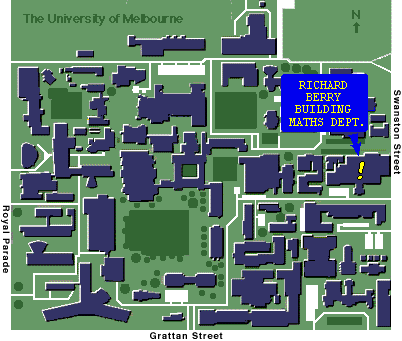 The University of Melbourne
N
RICHARD
BERRY
BUILDING
MATHS DEPT.
!
Swanston Street
Royal Parade
Grattan Street